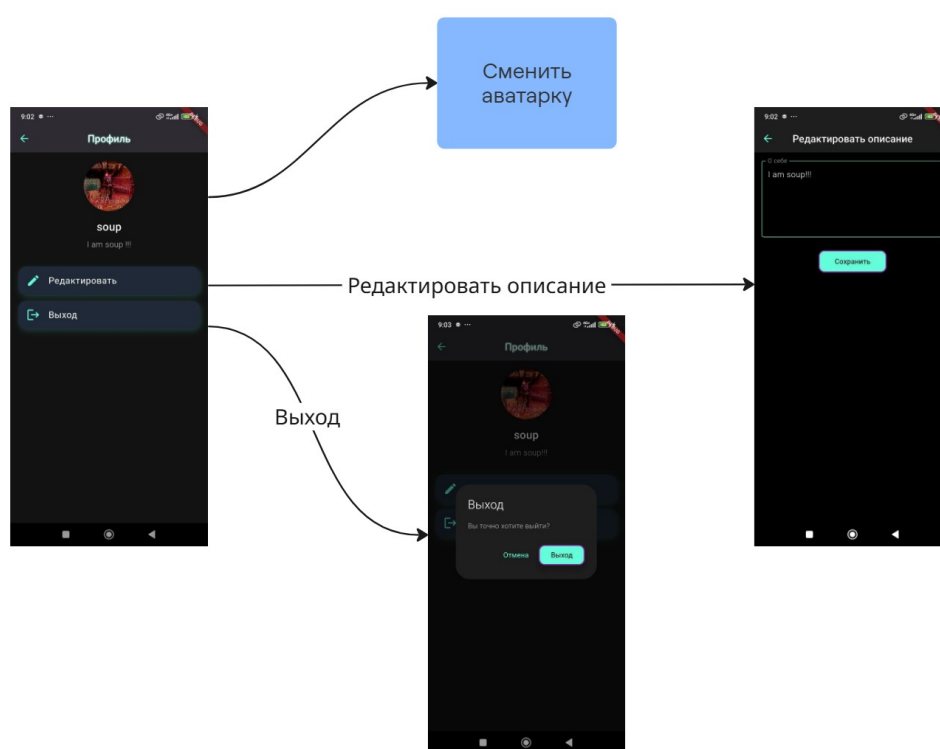 Сменить
аватарку
9:02
Профиль
soup
I am soup !!!
Редактировать
Выход
Редактировать описание
Выход
9:02
Редактировать описание
О себе
I am soup!!!
Сохранить
9:03
Профиль
soup
I am soup!!!
Выход
Вы точно хотите выйти?
Отмена
Выход